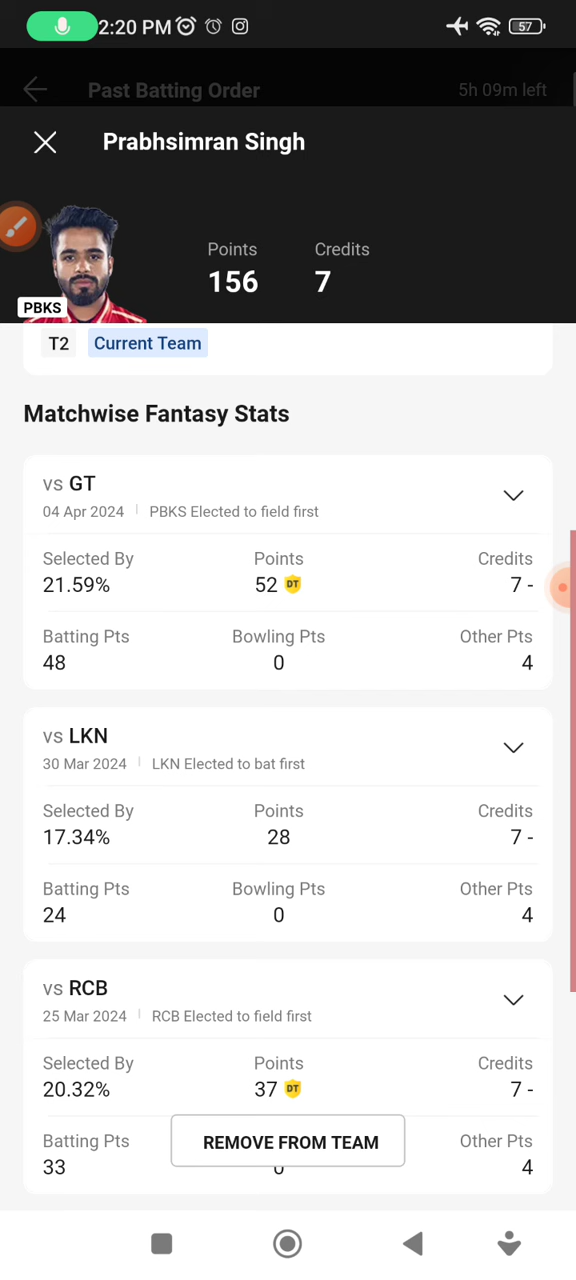 2:20 PM
57
Past Batting Order
5h 09m left
Prabhsimran Singh
Points
Credits
156
7
PBKS
T2
Current Team
Matchwise Fantasy Stats
vs GT
04 Apr 2024 | PBKS Elected to field first
Selected By
Points
Credits
21.59%
52 DT
7 -
Batting Pts
Bowling Pts
Other Pts
48
0
4
vs LKN
30 Mar 2024 | LKN Elected to bat first
Selected By
Points
Credits
17.34%
28
7 -
Batting Pts
Bowling Pts
Other Pts
24
0
4
vs RCB
25 Mar 2024 | RCB Elected to field first
Selected By
Points
Credits
20.32%
37 DT
7 -
Batting Pts
REMOVE FROM TEAM
Other Pts
33
0
4